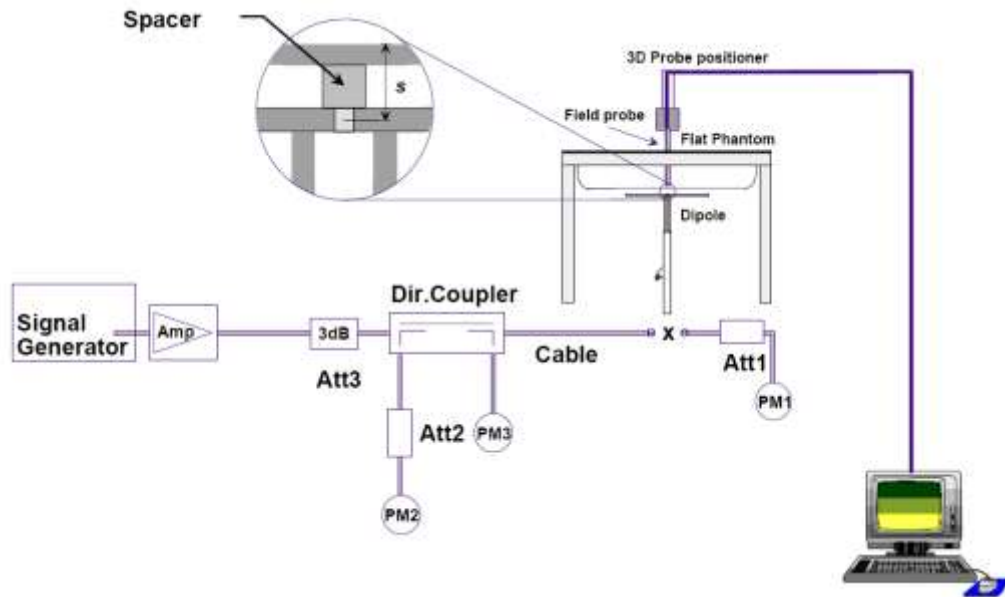 Spacer
s
3D Probe positioner
Field probe
Flat Phantom
Dipole
Signal
Generator
Amp
3dB
Att3
Dir.Coupler
Cable
X
Att1
PM1
Att2
PM3
PM2